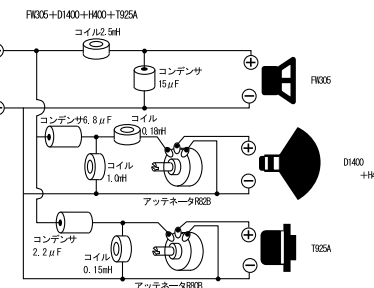 FW305+D1400+H400+T925A
コイル2.5mH
コンデンサ
15μF
FW305
コンデンサ6.8μF
コイル
0.18mH
コイル
1.0mH
アッテネータR82B
D1400
コンデンサ
2.2μF
コイル
0.15mH
アッテネータR80B
T925A